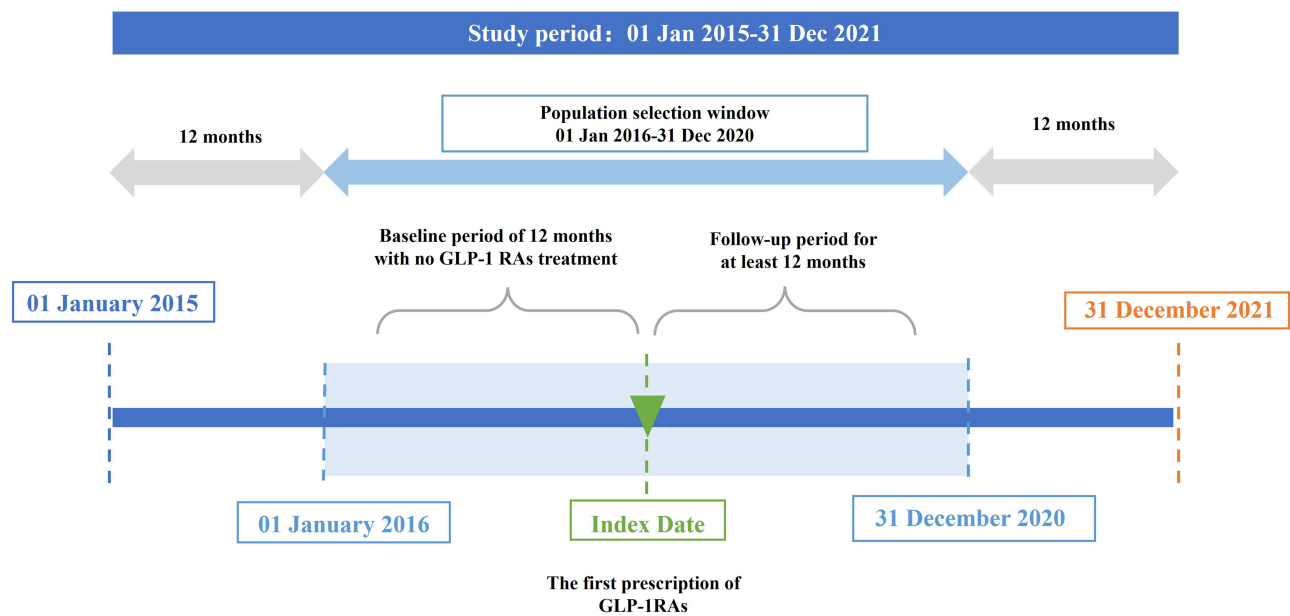 Study period：01 Jan 2015-31 Dec 2021
Population selection window
01 Jan 2016-31 Dec 2020
12 months
12 months
Baseline period of 12 months
with no GLP-1 RAs treatment
Follow-up period for
at least 12 months
01 January 2015
31 December 2021
01 January 2016
Index Date
31 December 2020
The first prescription of
GLP-1RAs